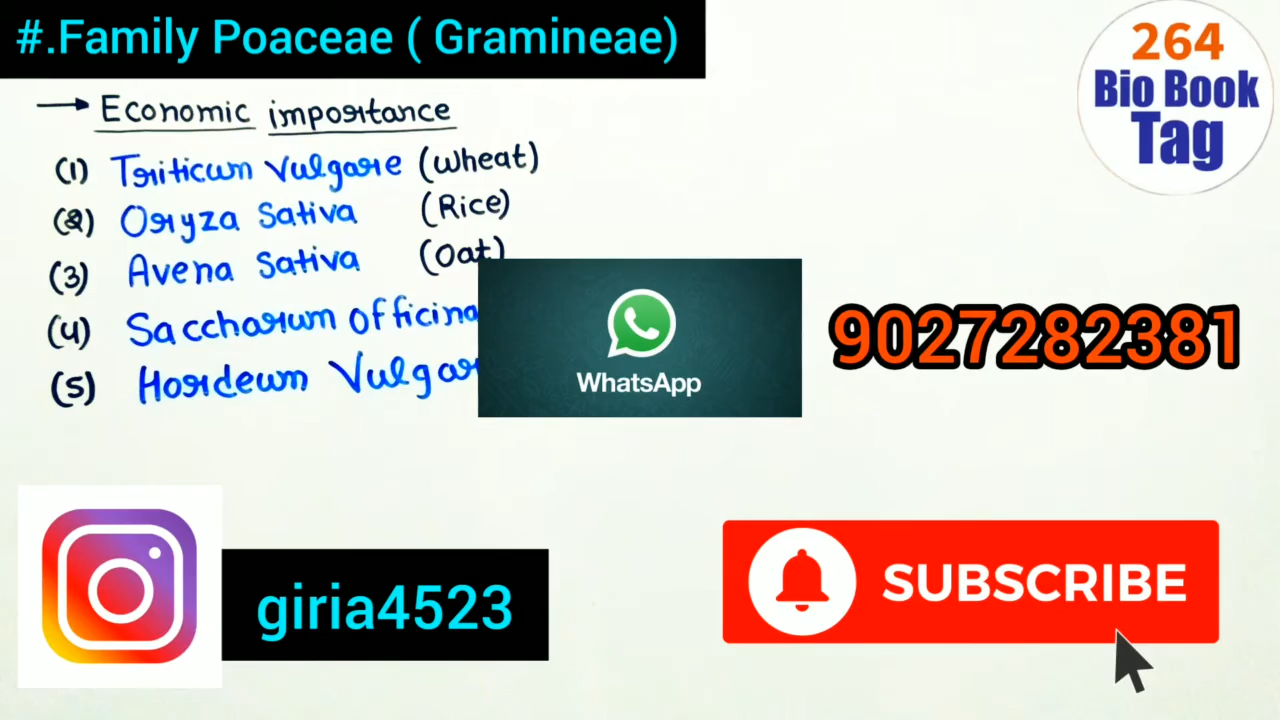 #.Family Poaceae ( Gramineae)
264
Bio Book
Tag
→ Economic importance
(1) Triticum Vulgare (Wheat)
(2) Oryza Sativa (Rice)
(3) Avena Sativa (Oat)
(4) Saccharum Officina
(5) Hordeum Vulgar
WhatsApp
9027282381
giria4523
SUBSCRIBE